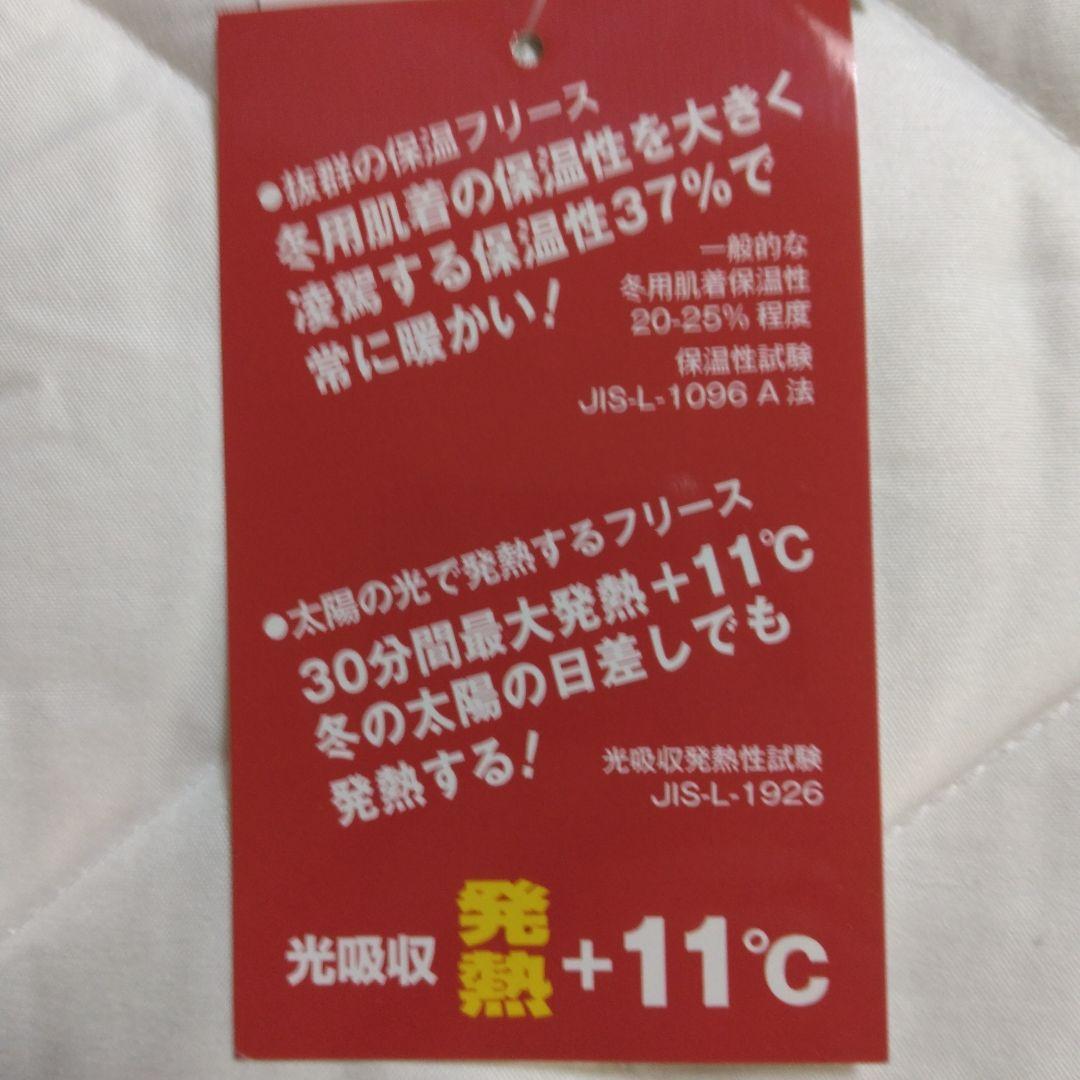 ●抜群の保温フリース
冬用肌着の保温性を大きく
凌駕する保温性37%で
常に暖かい!
一般的な
冬用肌着保温性
20-25% 程度
保温性試験
JIS-L-1096 A 法
●太陽の光で発熱するフリース
30分間最大発熱+11℃
冬の太陽の日差しでも
発熱する!
光吸収発熱性試験
JIS-L-1926
光吸収 発熱 +11℃